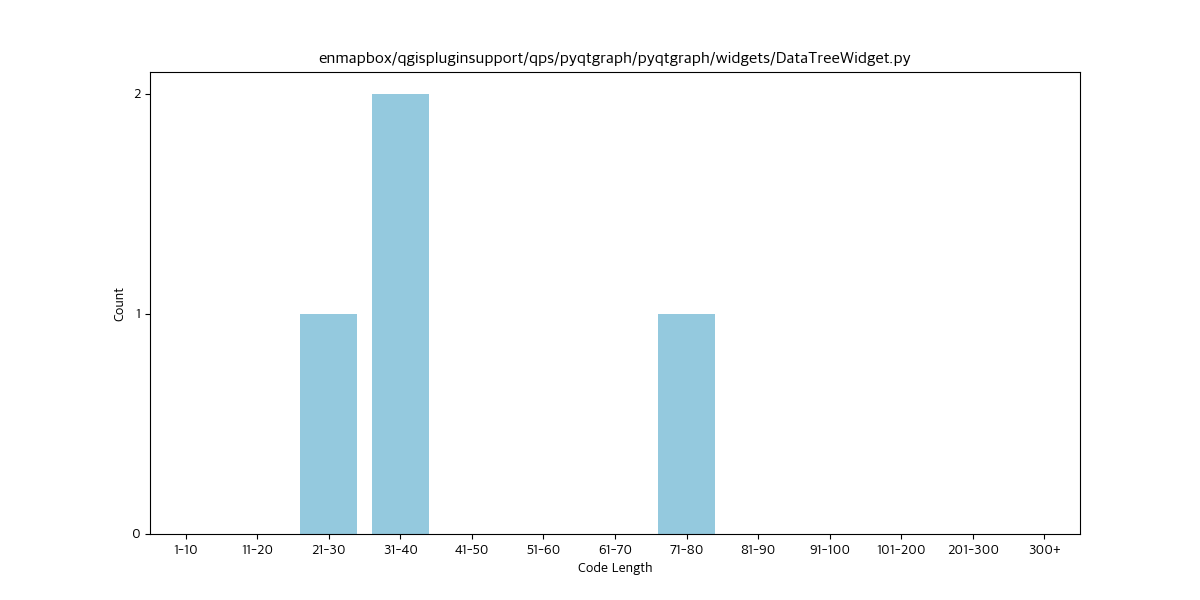 enmapbox/qgispluginsupport/qps/pyqtgraph/pyqtgraph/widgets/DataTreeWidget.py
2
1
0
Count
1-10 11-20 21-30 31-40 41-50 51-60 61-70 71-80 81-90 91-100 101-200 201-300 300+
Code Length